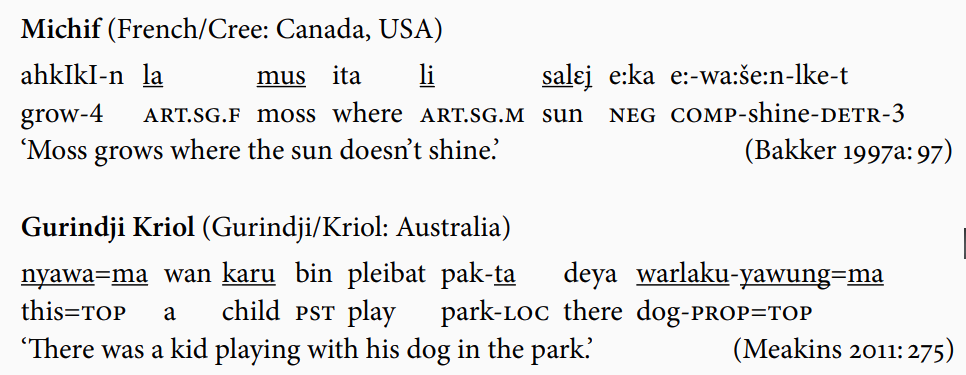 Michif (French/Cree: Canada, USA)
ahkIkI-n la mus ita li salɛj e:ka e:-wa:še:n-lke-t
grow-4 ART.SG.F moss where ART.SG.M sun NEG COMP-shine-DETR-3
‘Moss grows where the sun doesn’t shine.’ (Bakker 1997a: 97)
Gurindji Kriol (Gurindji/Kriol: Australia)
nyawa=ma wan karu bin pleibat pak-ta deya warlaku-yawung=ma
this=TOP a child PST play park-LOC there dog-PROP=TOP
‘There was a kid playing with his dog in the park.’ (Meakins 2011: 275)